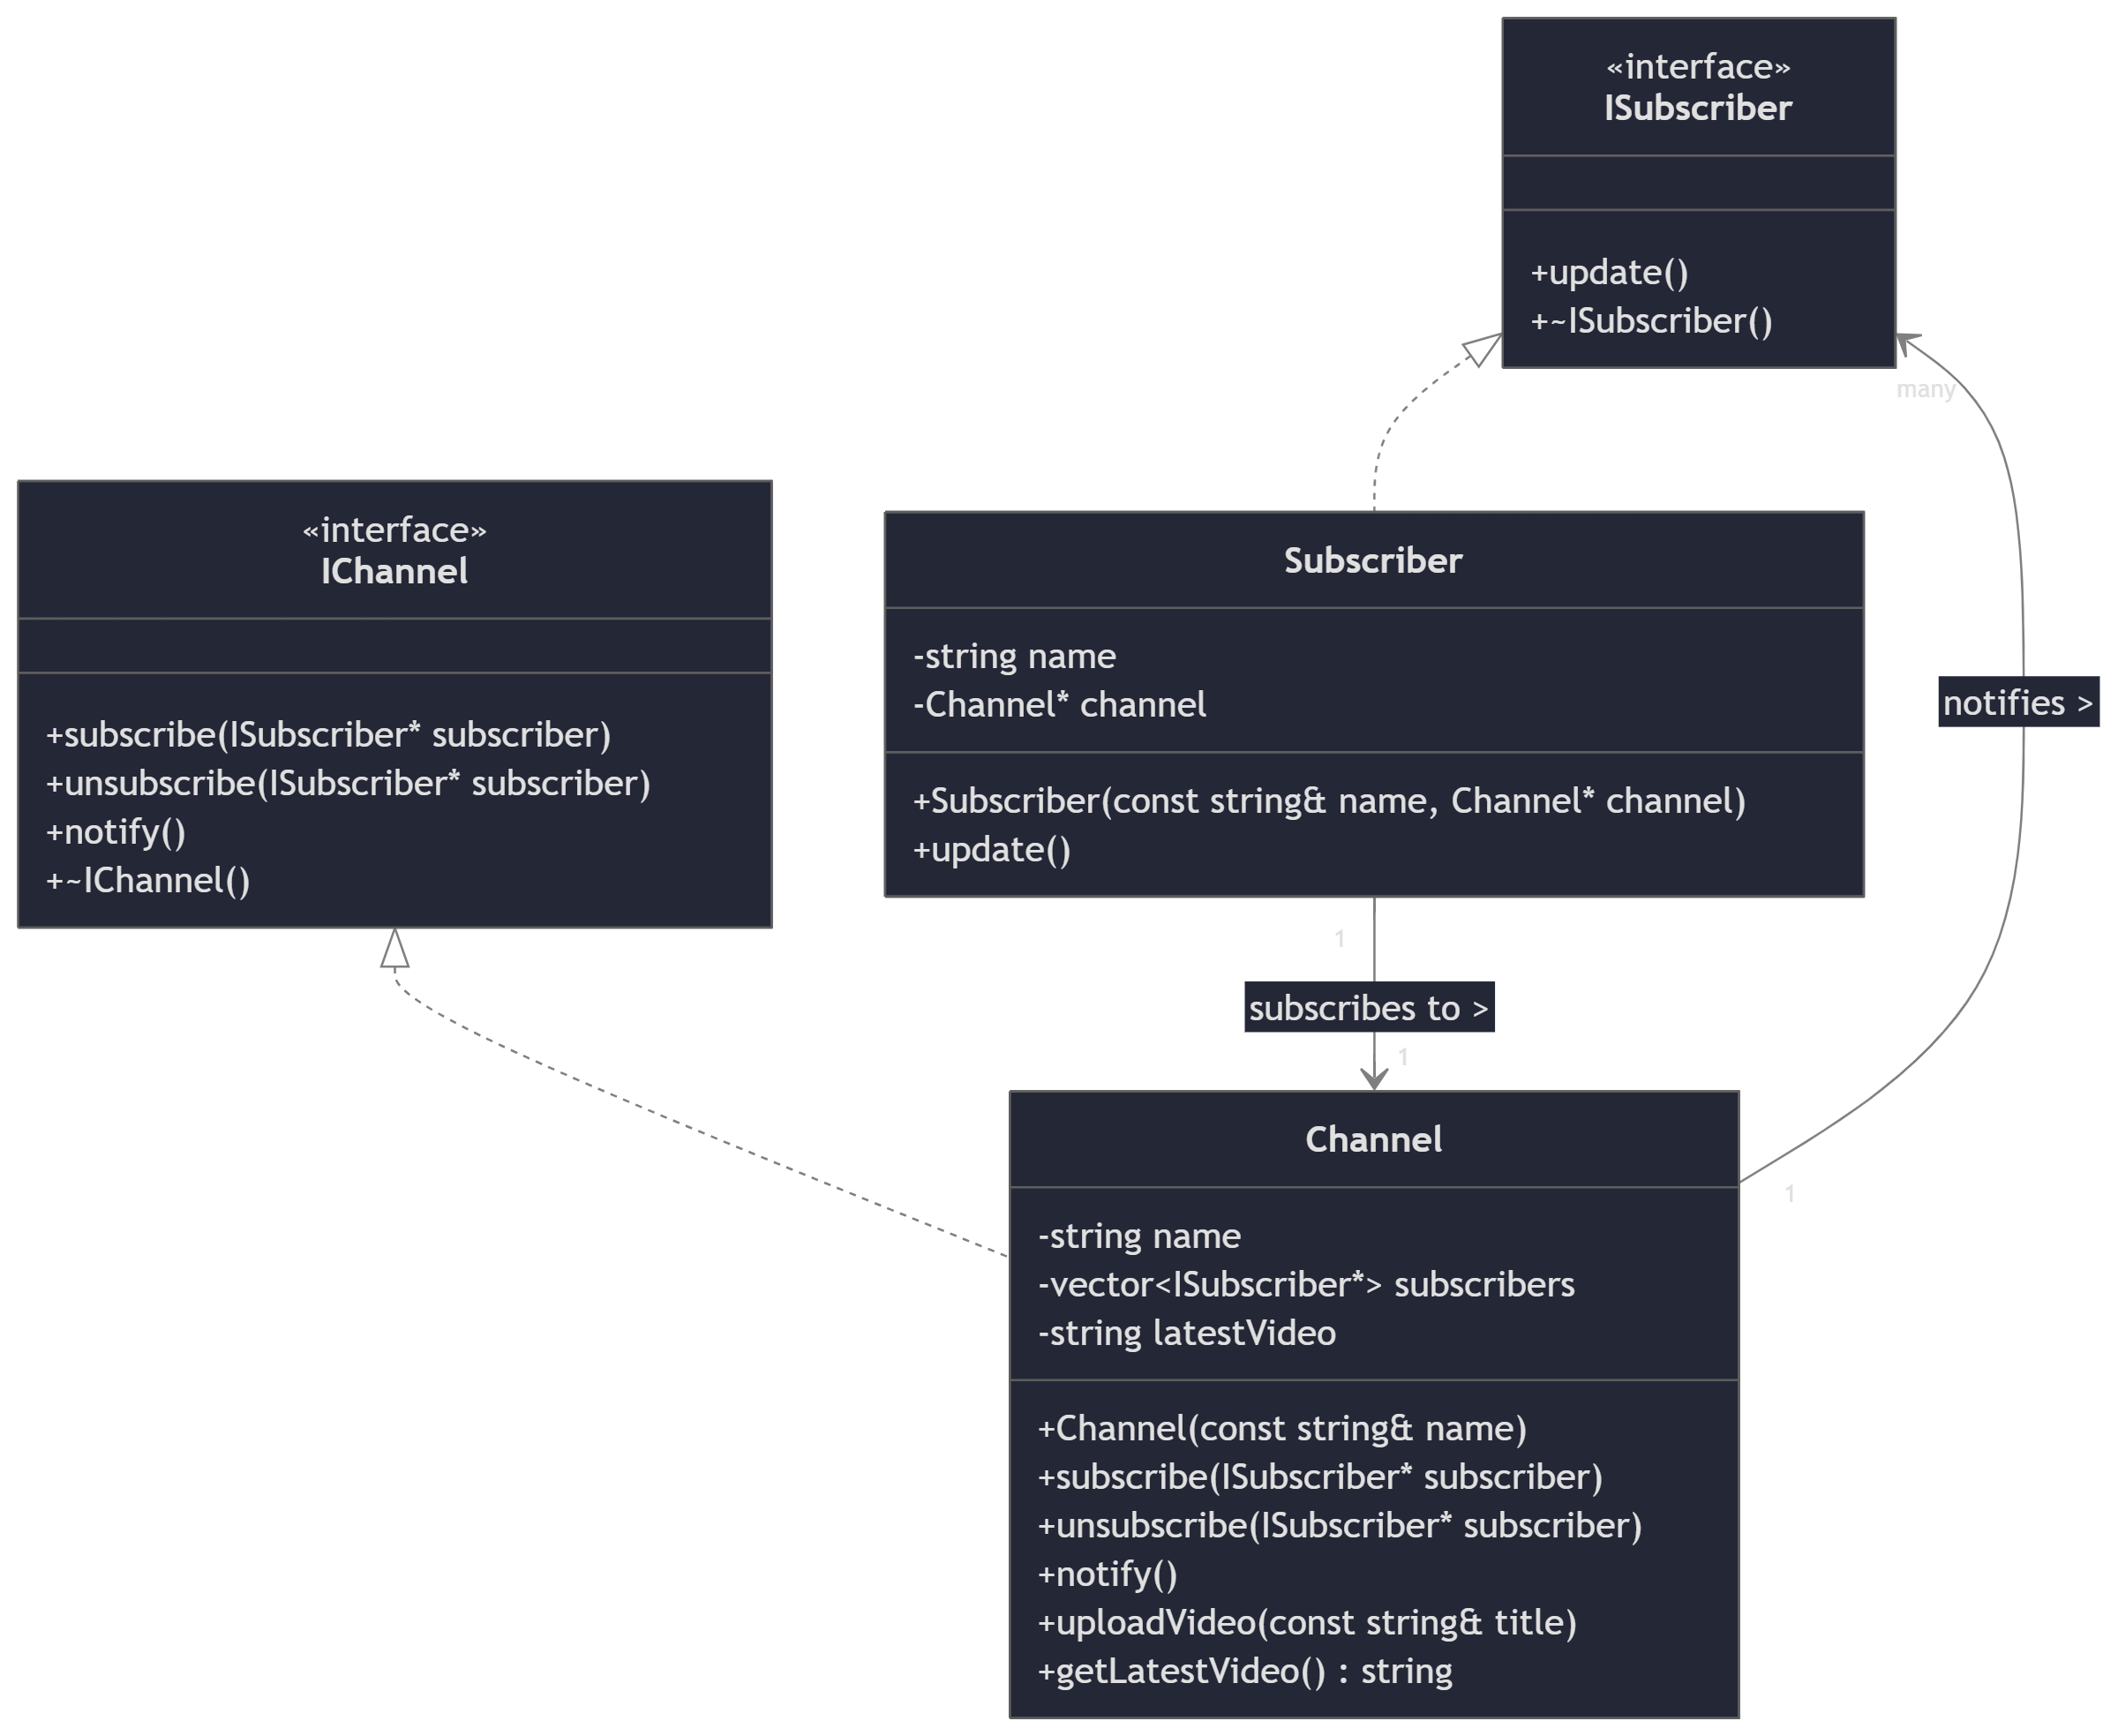 «interface»
ISubscriber
+update()
+~ISubscriber()
many
«interface»
IChannel
+subscribe(ISubscriber* subscriber)
+unsubscribe(ISubscriber* subscriber)
+notify()
+~IChannel()
Subscriber
-string name
-Channel* channel
+Subscriber(const string& name, Channel* channel)
+update()
notifies >
1
subscribes to >
1
Channel
-string name
-vector<ISubscriber*> subscribers
-string latestVideo
+Channel(const string& name)
+subscribe(ISubscriber* subscriber)
+unsubscribe(ISubscriber* subscriber)
+notify()
+uploadVideo(const string& title)
+getLatestVideo() : string
1